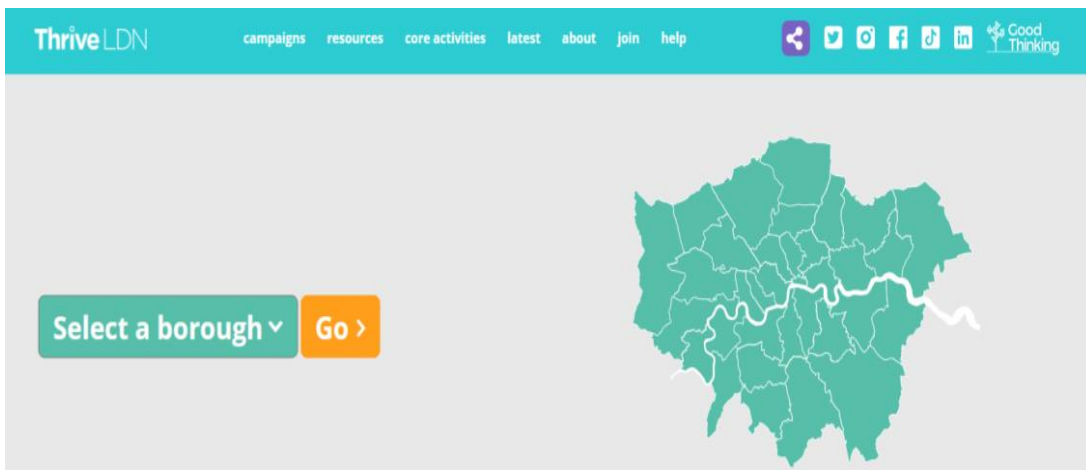 Thrive LDN campaigns resources core activities latest about join help Good
Thinking
Select a borough Go >